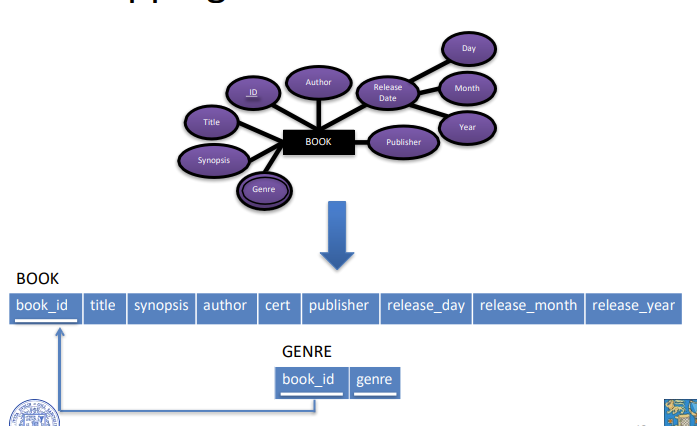 Day
Author
ID
Release
Date
Month
Title
Year
BOOK
Publisher
Synopsis
Genre
BOOK
book_id title synopsis author cert publisher release_day release_month release_year
GENRE
book_id genre